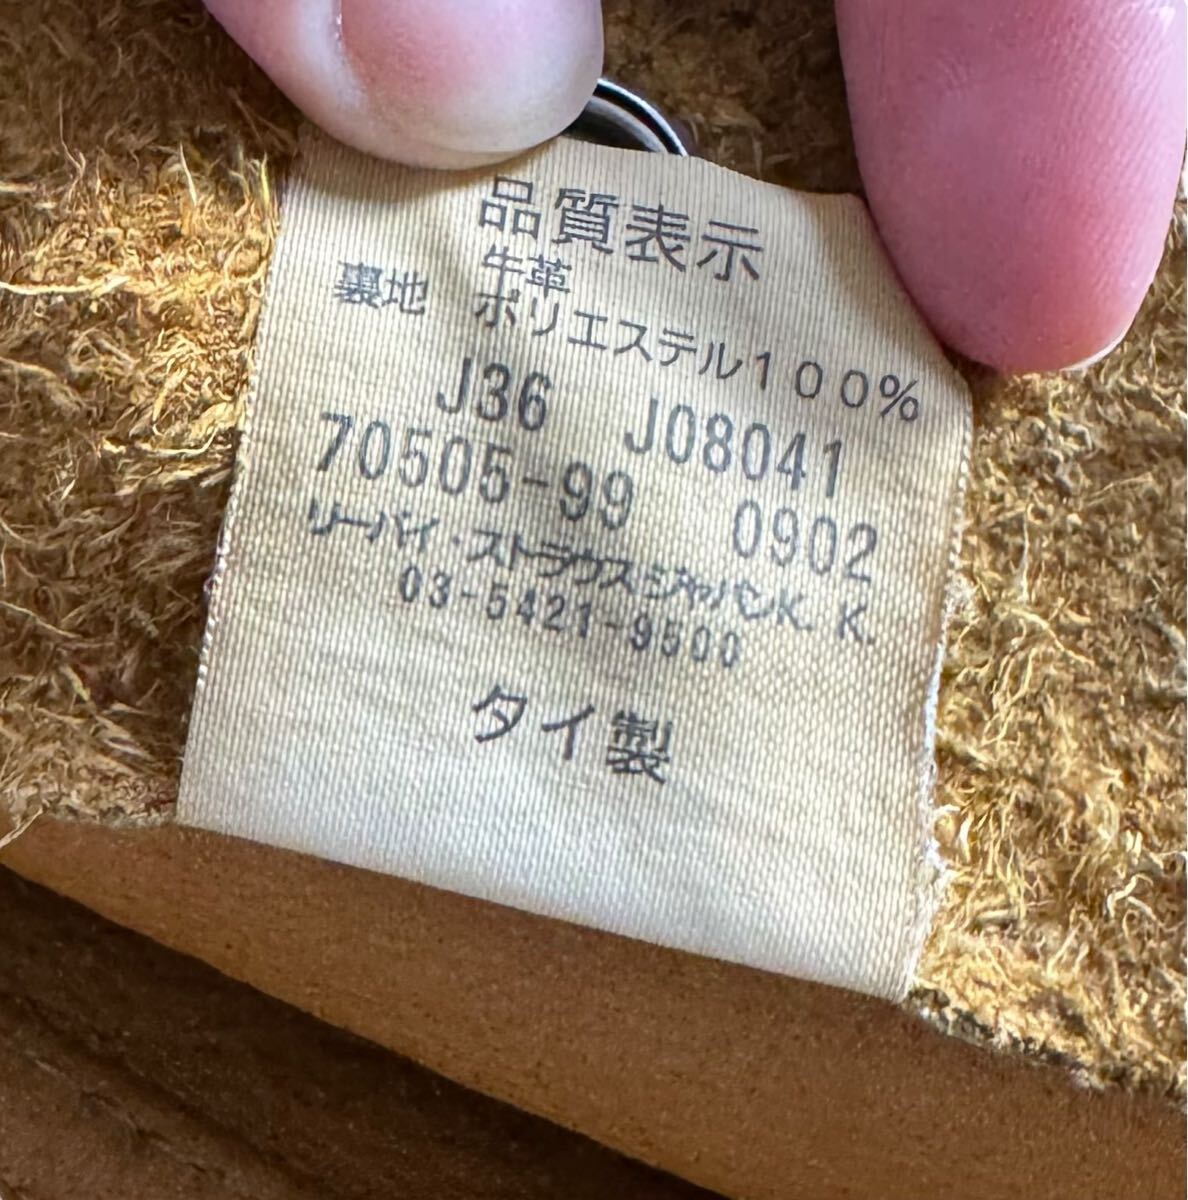 品質表示
牛革
裏地 ポリエステル100%
J36 J08041
70505-99 0902
リーバイ・ストラウスジャパンK.K.
03-5421-9500
タイ製